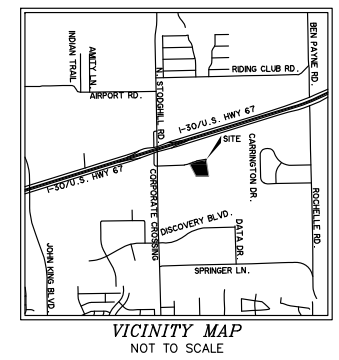 BEN PAYNE RD.
INDIAN TRAIL
AMITY LN.
N. STODGHILL RD.
RIDING CLUB RD.
AIRPORT RD.
I-30/U.S. HWY 67
SITE
CARRINGTON DR.
I-30/U.S. HWY 67
CORPORATE CROSSING
ROCHELLE RD.
DISCOVERY BLVD.
DATA DR.
JOHN KING BLVD.
SPRINGER LN.
VICINITY MAP
NOT TO SCALE